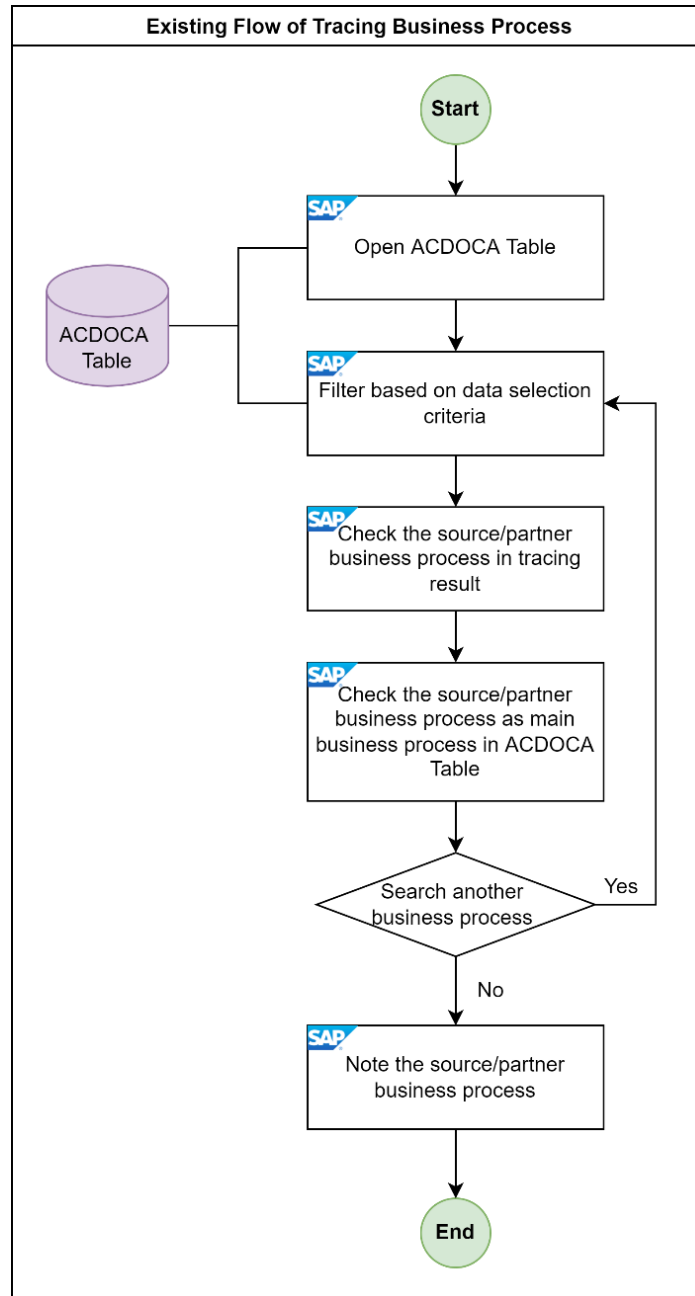 Existing Flow of Tracing Business Process
Start
SAP
Open ACDOCA Table
ACDOCA
Table
SAP
Filter based on data selection
criteria
SAP
Check the source/partner
business process in tracing
result
SAP
Check the source/partner
business process as main
business process in ACDOCA
Table
Search another
business process
Yes
No
SAP
Note the source/partner
business process
End